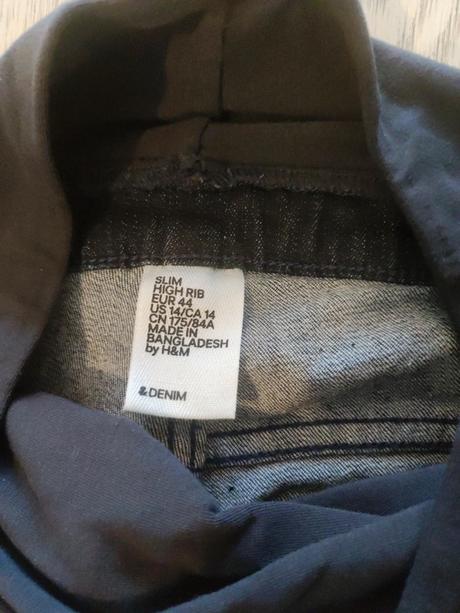 SLIM
HIGH RIB
EUR 44
US 14/CA 14
CN 175/84A
MADE IN
BANGLADESH
by H&M
&DENIM